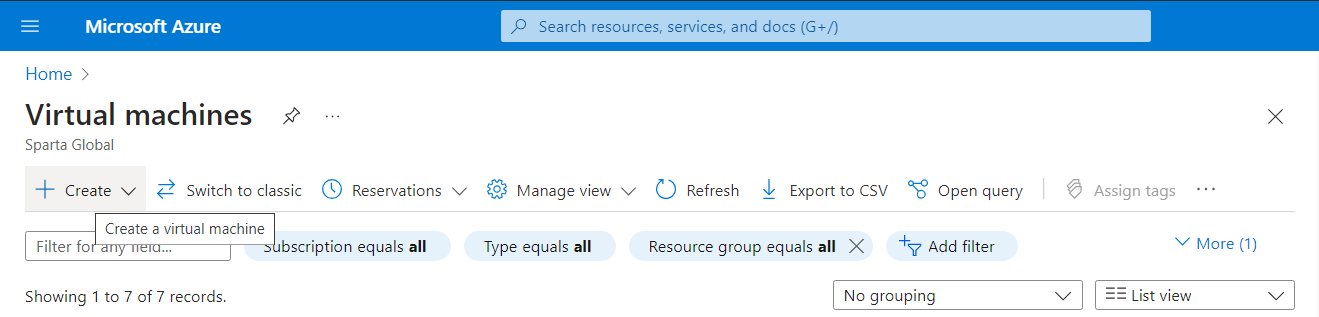 Microsoft Azure
Search resources, services, and docs (G+/)
Home >
Virtual machines
...
Sparta Global
+ Create
Switch to classic
Reservations
Manage view
Refresh
Export to CSV
Open query
Assign tags
...
Create a virtual machine
Filter for any field...
Subscription equals all
Type equals all
Resource group equals all
Add filter
More (1)
Showing 1 to 7 of 7 records.
No grouping
List view